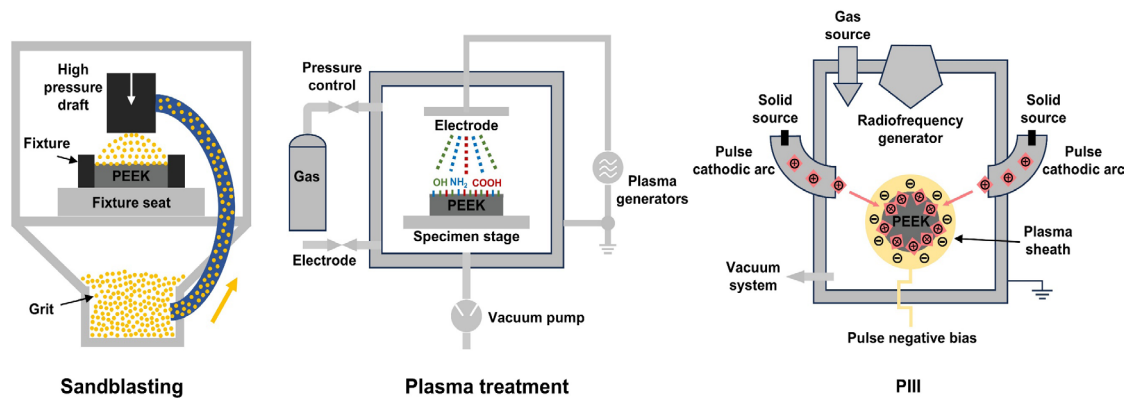 High
pressure
draft
Fixture
PEEK
Fixture seat
Grit
Sandblasting
Pressure
control
Electrode
Gas
OH NH2 COOH
PEEK
Specimen stage
Electrode
Plasma
generators
Vacuum pump
Plasma treatment
Gas
source
Solid
source
Radiofrequency
generator
Solid
source
Pulse
cathodic arc
Pulse
cathodic arc
PEEK
Plasma
sheath
Vacuum
system
Pulse negative bias
PIII